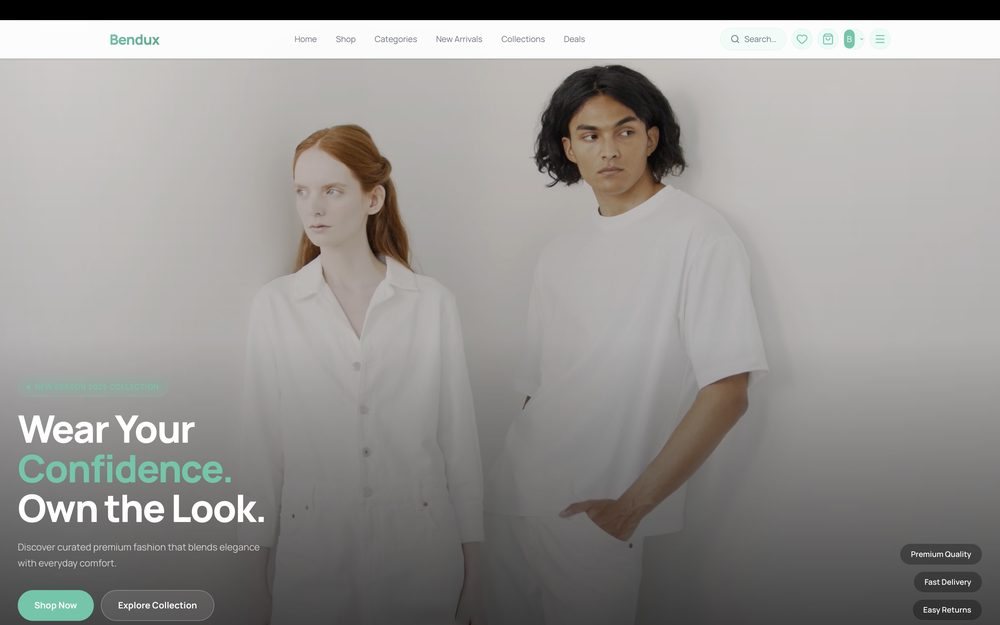 Bendux
Home
Shop
Categories
New Arrivals
Collections
Deals
Search...
B
NEW SEASON 2025 COLLECTION
Wear Your
Confidence.
Own the Look.
Discover curated premium fashion that blends elegance
with everyday comfort.
Shop Now
Explore Collection
Premium Quality
Fast Delivery
Easy Returns